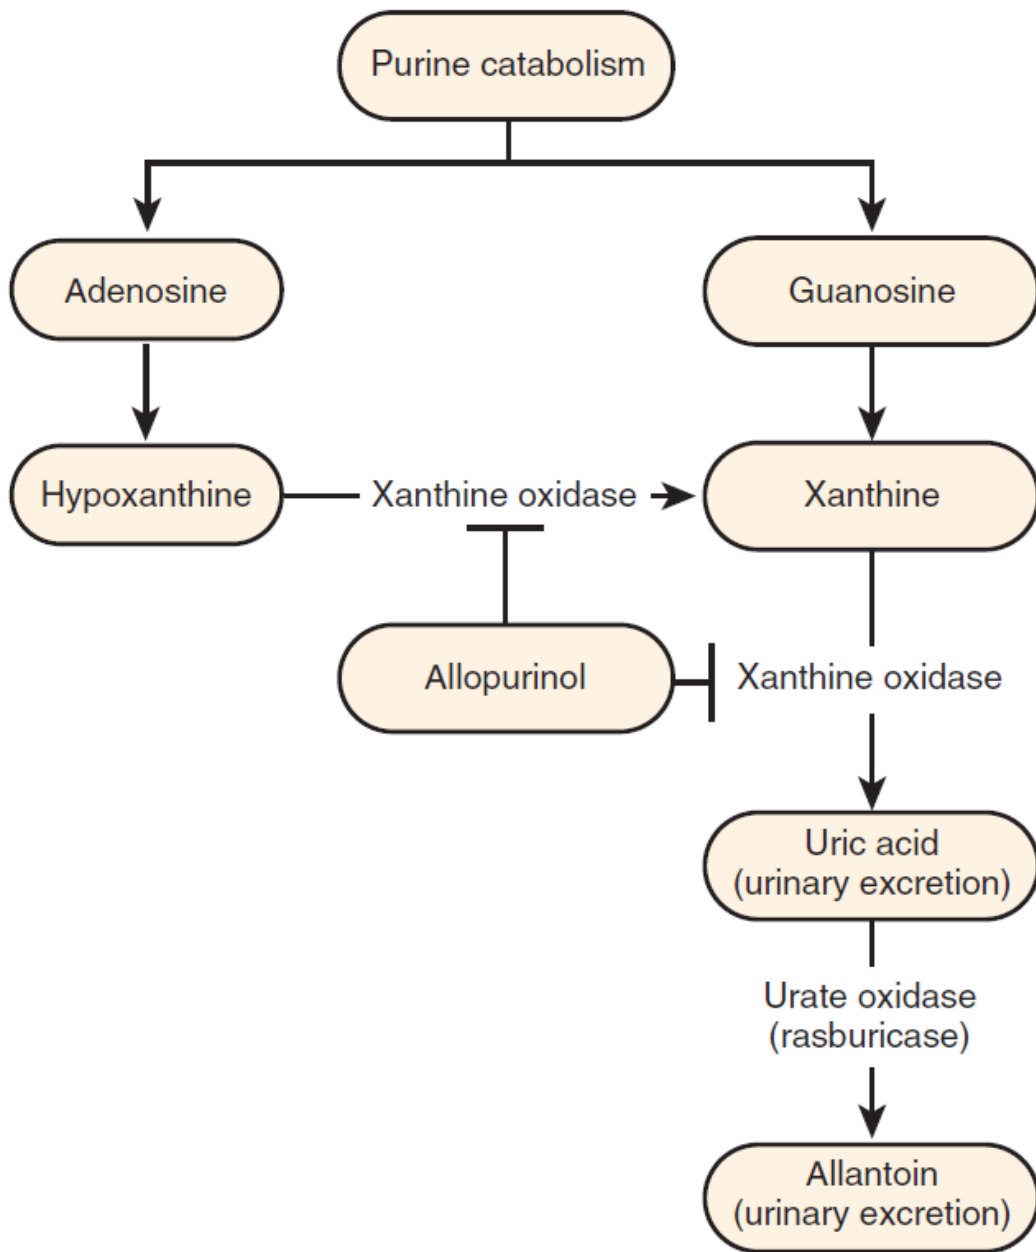 Purine catabolism
Adenosine
Guanosine
Hypoxanthine
Xanthine oxidase
Xanthine
Allopurinol
Xanthine oxidase
Uric acid
(urinary excretion)
Urate oxidase
(rasburicase)
Allantoin
(urinary excretion)